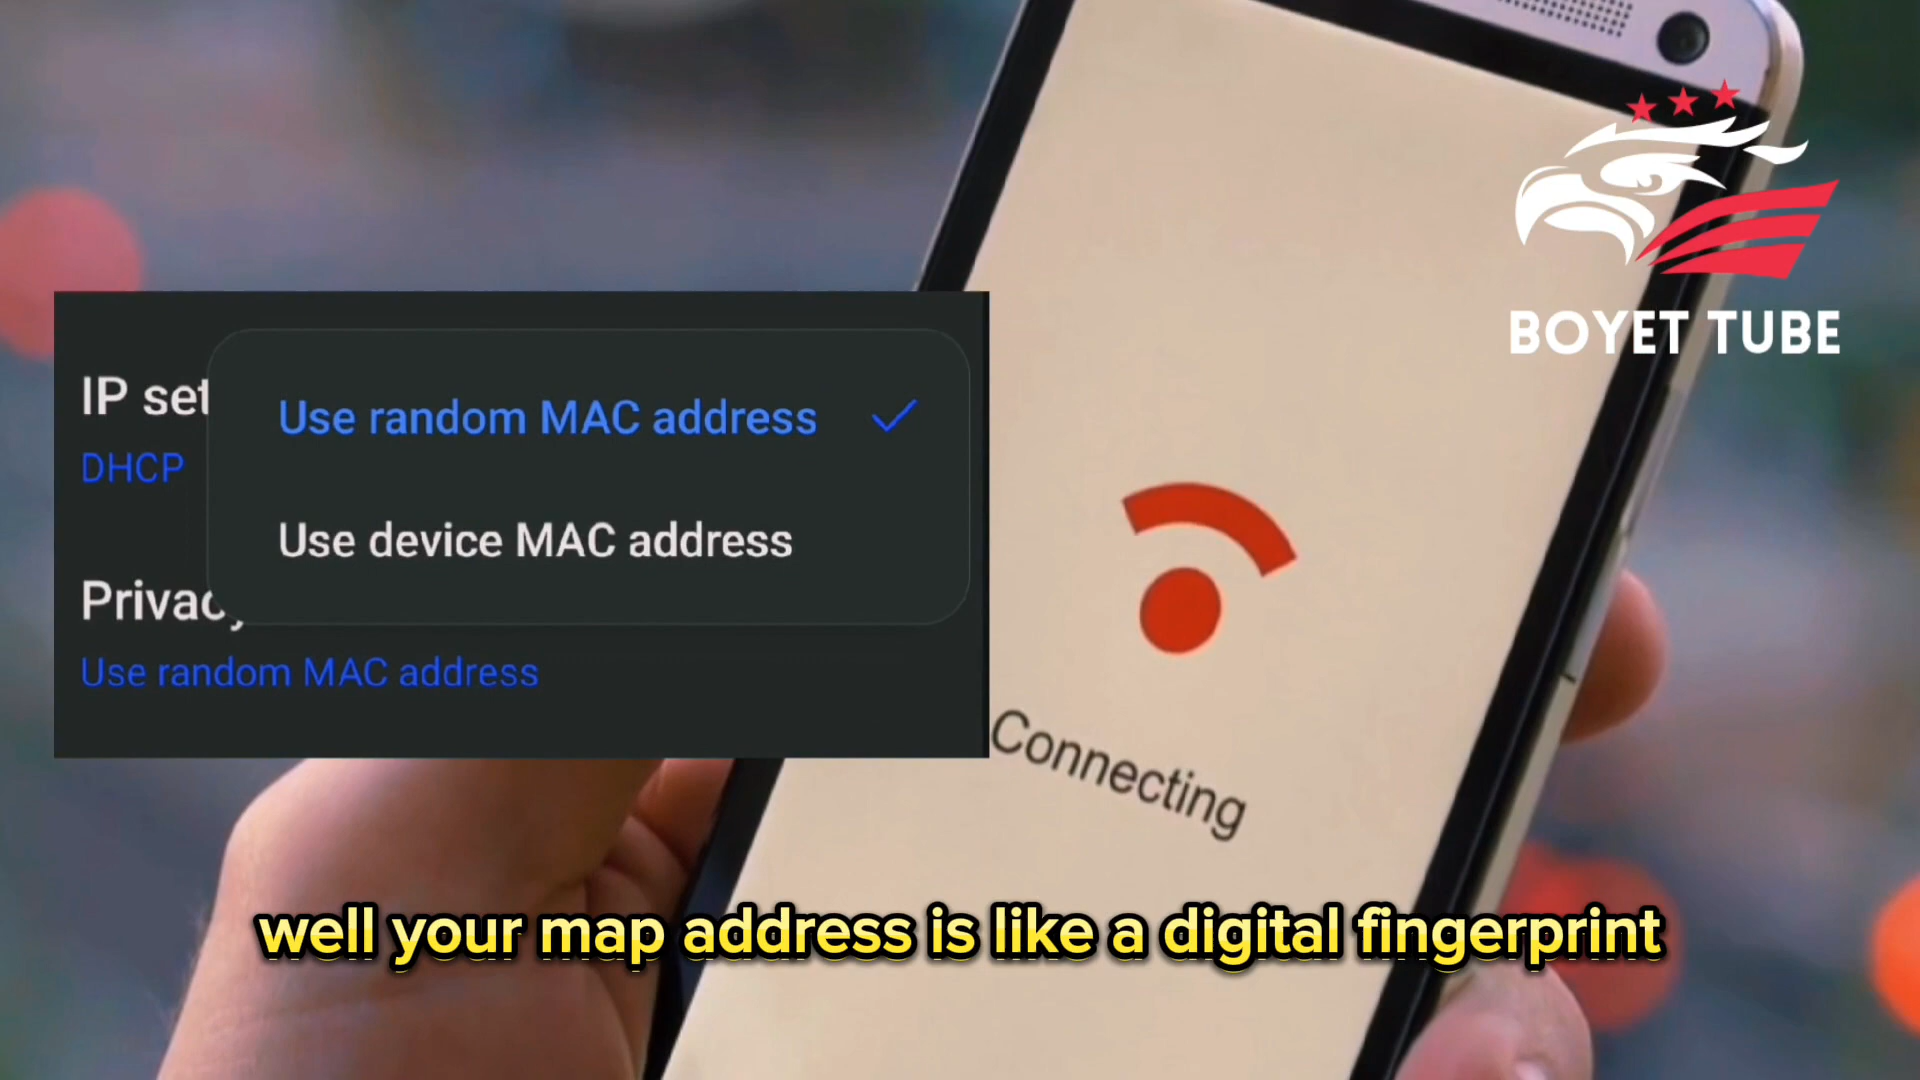 BOYET TUBE
IP set
DHCP
Use random MAC address
Use device MAC address
Privacy
Use random MAC address
Connecting
well your map address is like a digital fingerprint